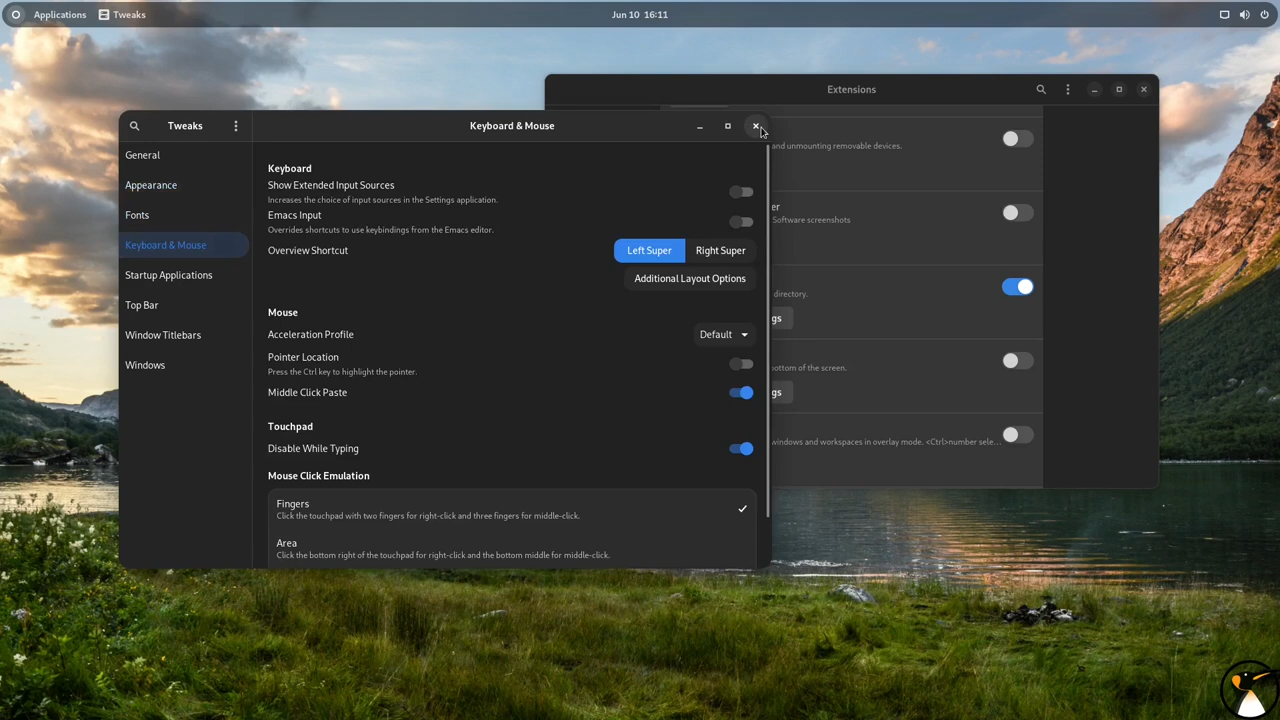 Applications
Tweaks
Jun 10 16:11
Extensions
and unmounting removable devices.
er
Software screenshots
directory.
gs
ottom of the screen.
gs
windows and workspaces in overlay mode. <Ctrl>number sele...
Tweaks
Keyboard & Mouse
General
Appearance
Fonts
Keyboard & Mouse
Startup Applications
Top Bar
Window Titlebars
Windows
Keyboard
Show Extended Input Sources
Increases the choice of input sources in the Settings application.
Emacs Input
Overrides shortcuts to use keybindings from the Emacs editor.
Overview Shortcut
Left Super
Right Super
Additional Layout Options
Mouse
Acceleration Profile
Default
Pointer Location
Press the Ctrl key to highlight the pointer.
Middle Click Paste
Touchpad
Disable While Typing
Mouse Click Emulation
Fingers
Click the touchpad with two fingers for right-click and three fingers for middle-click.
Area
Click the bottom right of the touchpad for right-click and the bottom middle for middle-click.